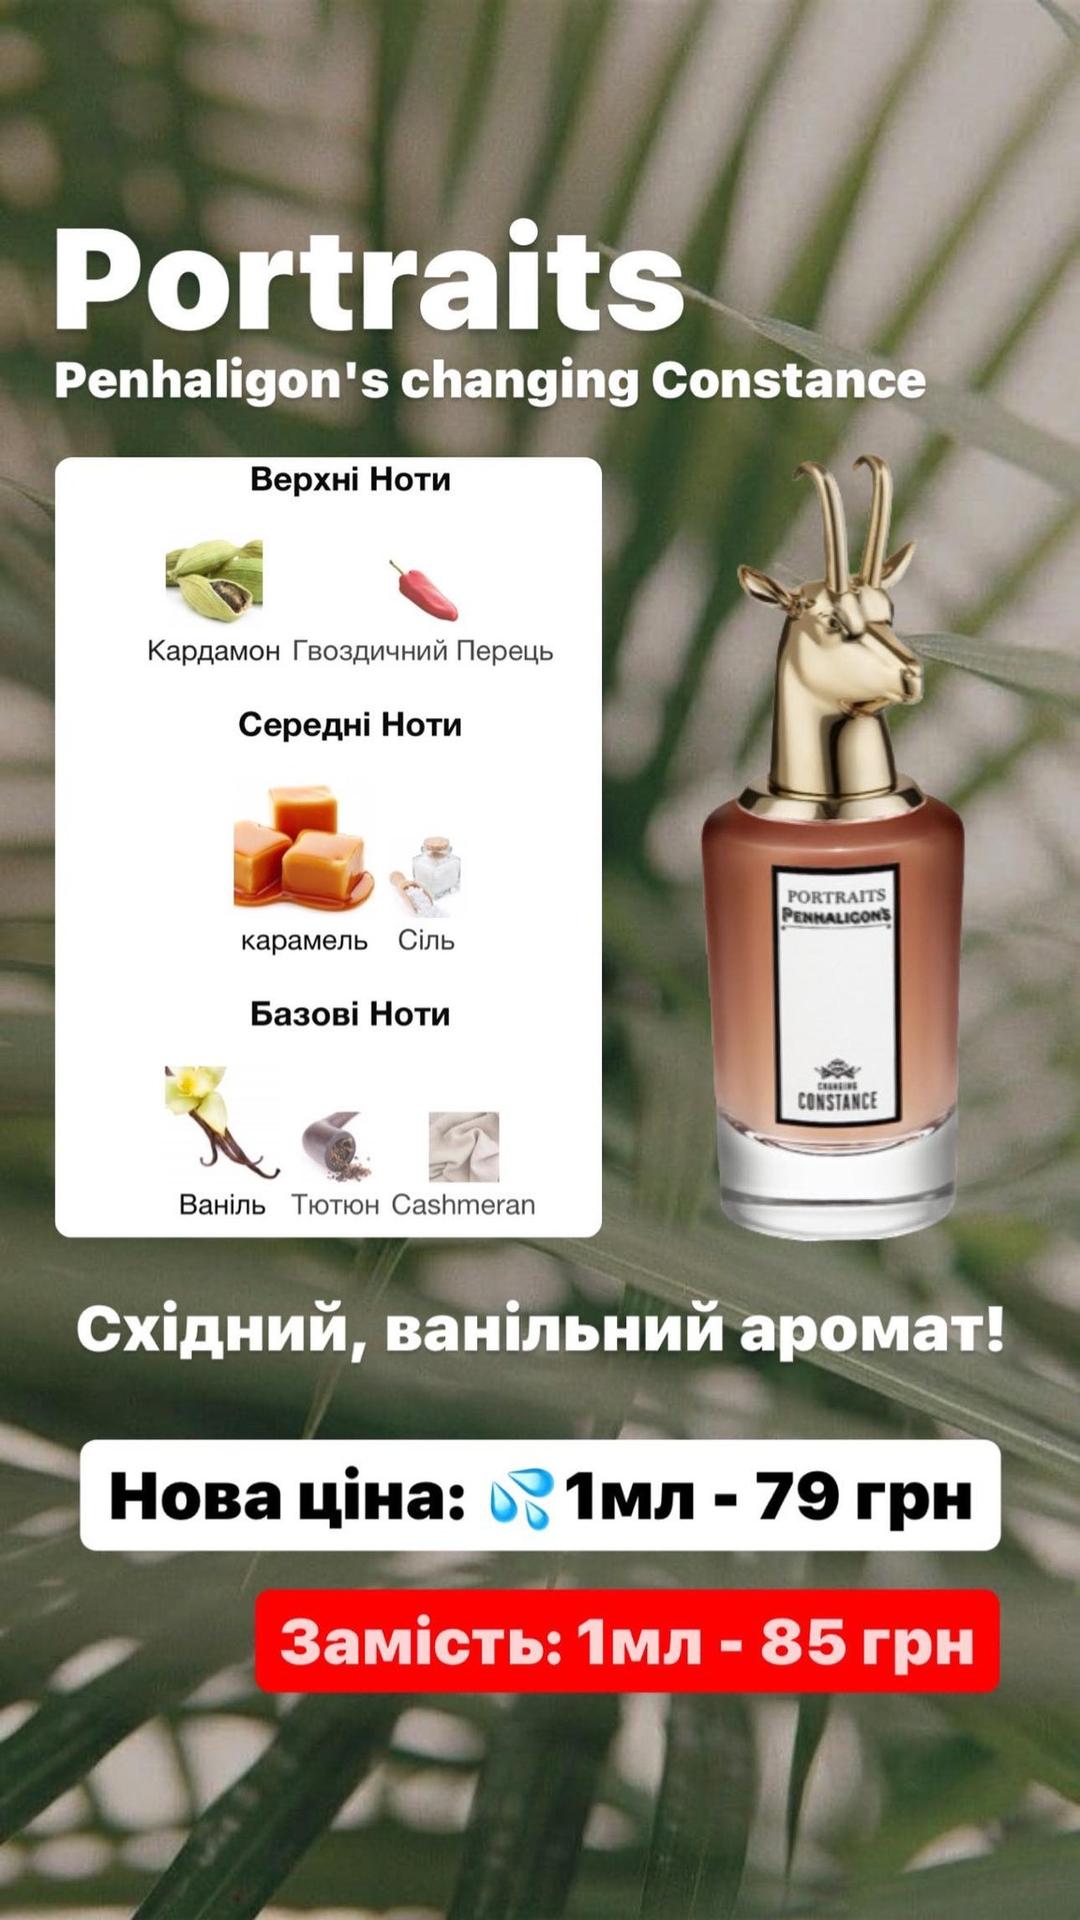 Portraits
Penhaligon's changing Constance
Верхні Ноти
Кардамон Гвоздичний Перець
Середні Ноти
карамель Сіль
Базові Ноти
Ваніль Тютюн Cashmeran
PORTRAITS
PENHALIGON'S
CHANGING
CONSTANCE
Східний, ванільний аромат!
Нова ціна: 💦1мл - 79 грн
Замість: 1мл - 85 грн